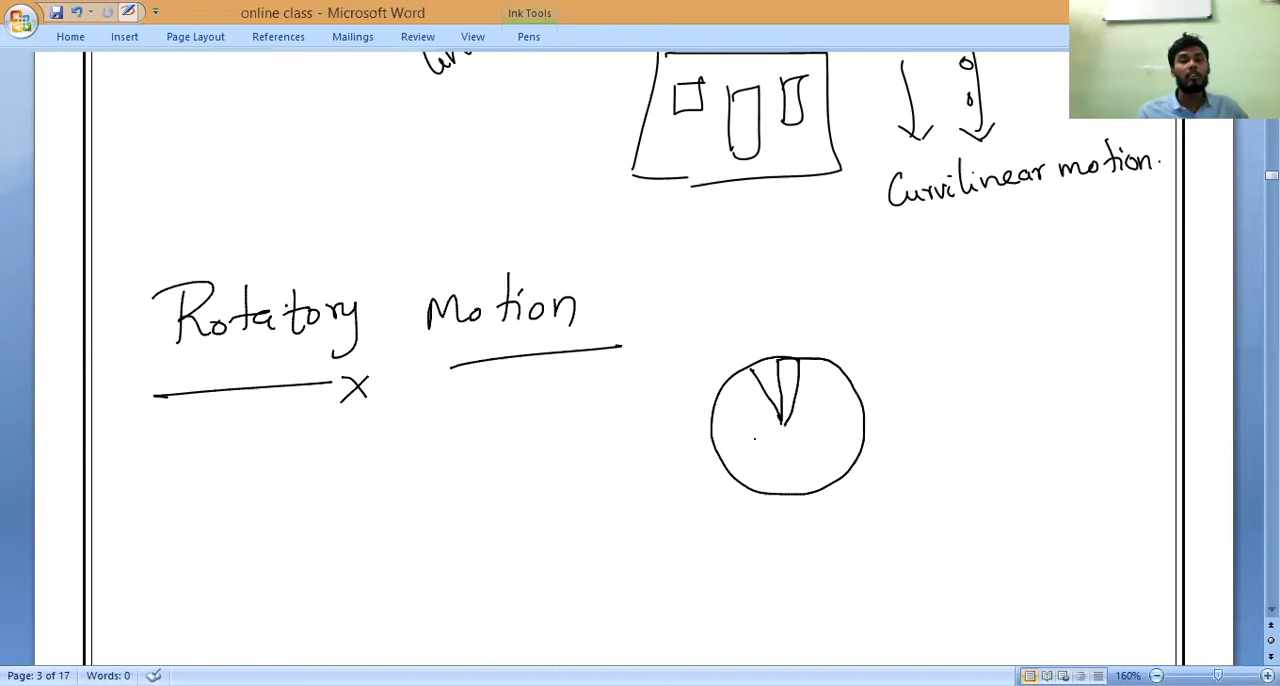 online class - Microsoft Word
Ink Tools
Home Insert Page Layout References Mailings Review View Pens
Curvilinear motion.
Rotatory Motion
x
Page: 3 of 17 Words: 0 160%